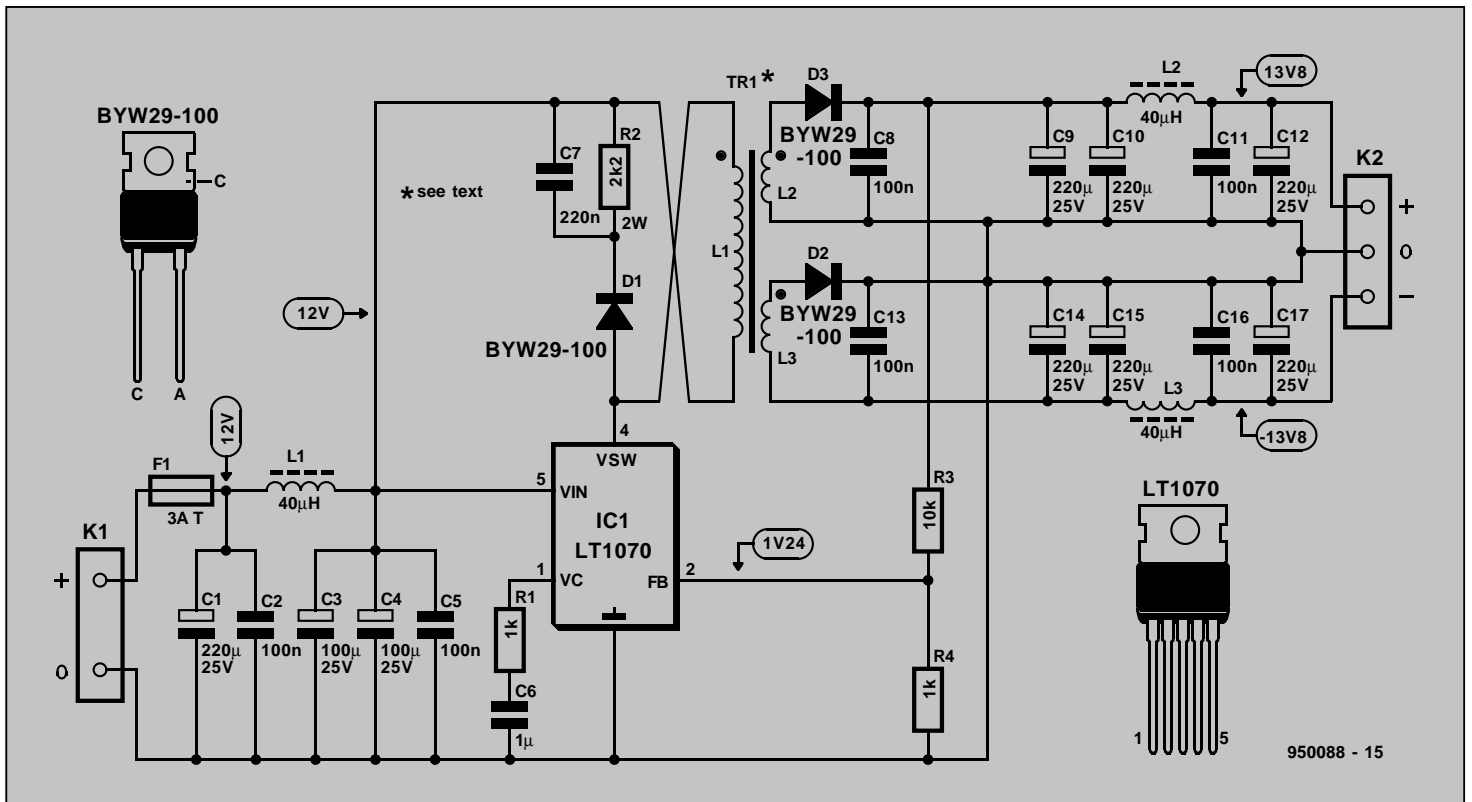 BYW29-100
C
C A
* see text
12V
12V
C7
220n
R2
2k2
2W
D1
BYW29-100
TR1 *
L1
L2
L3
D3
BYW29
-100
D2
BYW29
-100
C8
100n
C13
100n
C9
220µ
25V
C10
220µ
25V
L2
40µH
C11
100n
C12
220µ
25V
13V8
K2
+
0
–
C14
220µ
25V
C15
220µ
25V
L3
40µH
C16
100n
C17
220µ
25V
-13V8
K1
+
0
F1
3A T
L1
40µH
C1
220µ
25V
C2
100n
C3
100µ
25V
C4
100µ
25V
C5
100n
4
VSW
5
VIN
IC1
LT1070
1
VC
FB
2
R1
1k
C6
1µ
1V24
R3
10k
R4
1k
LT1070
1 5
950088 - 15